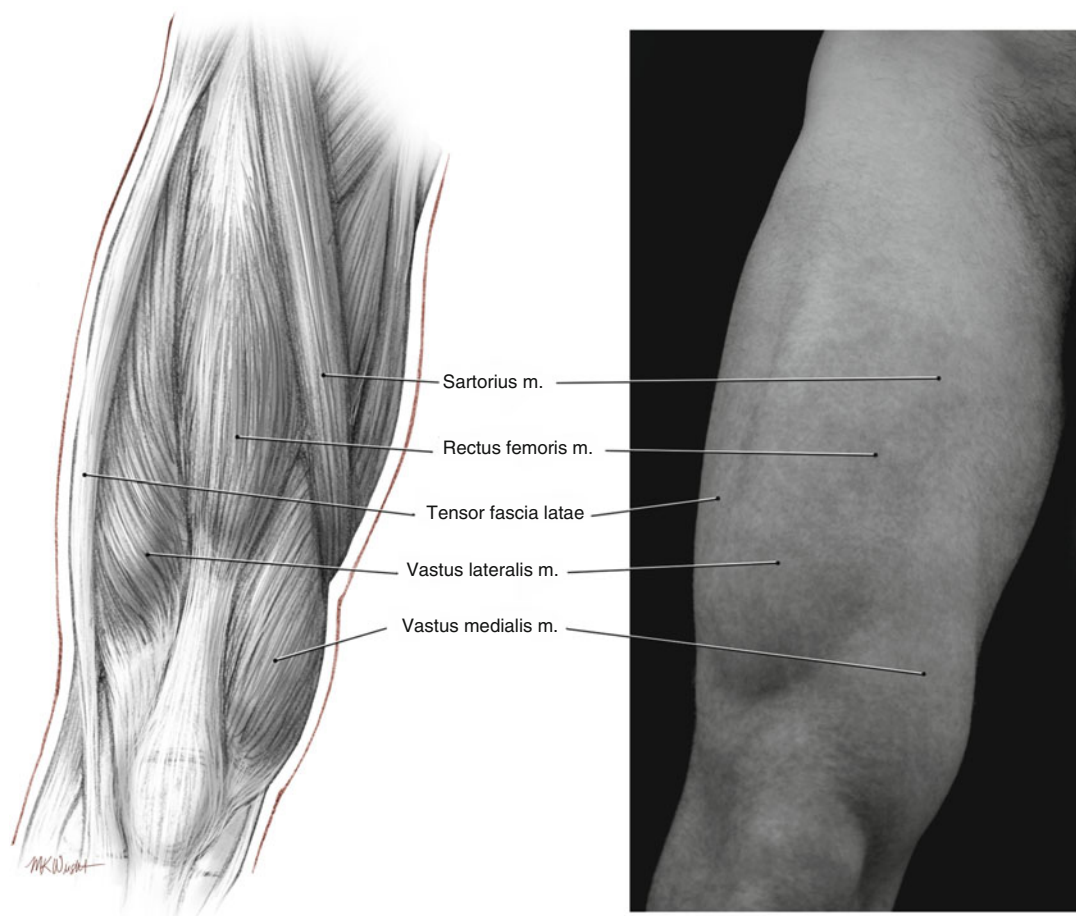 Sartorius m.
Rectus femoris m.
Tensor fascia latae
Vastus lateralis m.
Vastus medialis m.